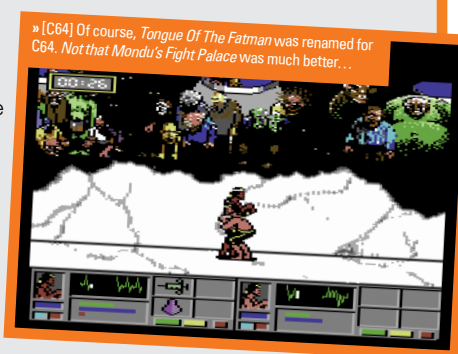 » [C64] Of course, Tongue Of The Fatman was renamed for
C64. Not that Mondu's Fight Palace was much better…
00:26
e